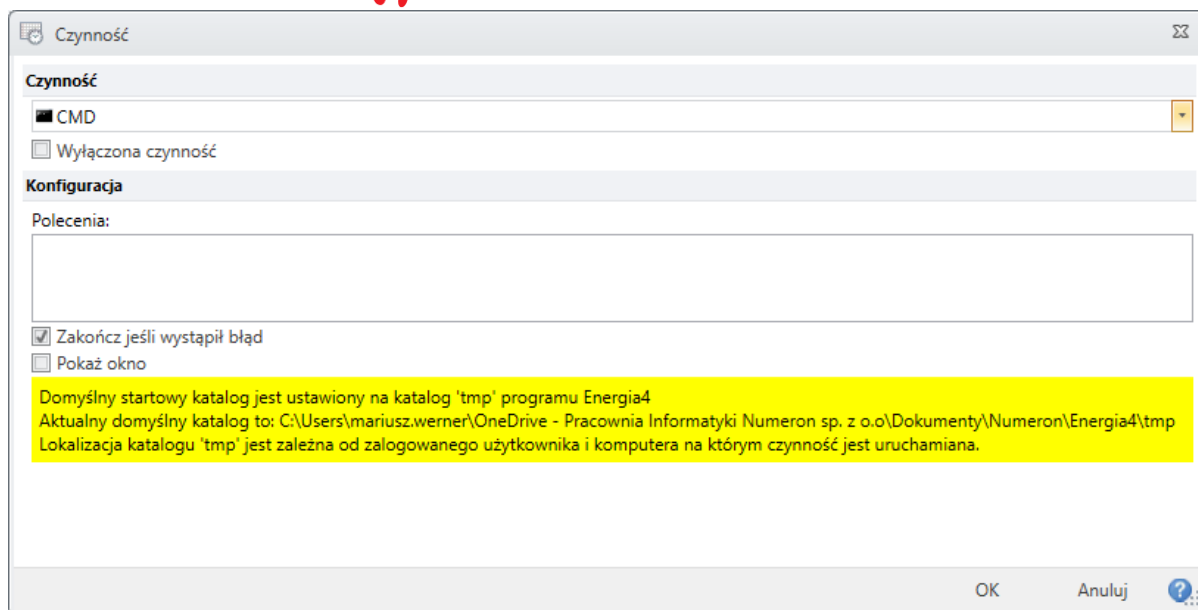 Czynność
Czynność
CMD
Wyłączona czynność
Konfiguracja
Polecenia:
Zakończ jeśli wystąpił błąd
Pokaż okno
Domyślny startowy katalog jest ustawiony na katalog 'tmp' programu Energia4
Aktualny domyślny katalog to: C:\Users\mariusz.werner\OneDrive - Pracownia Informatyki Numeron sp. z o.o\Dokumenty\Numeron\Energia4\tmp
Lokalizacja katalogu 'tmp' jest zależna od zalogowanego użytkownika i komputera na którym czynność jest uruchamiana.
OK Anuluj ?